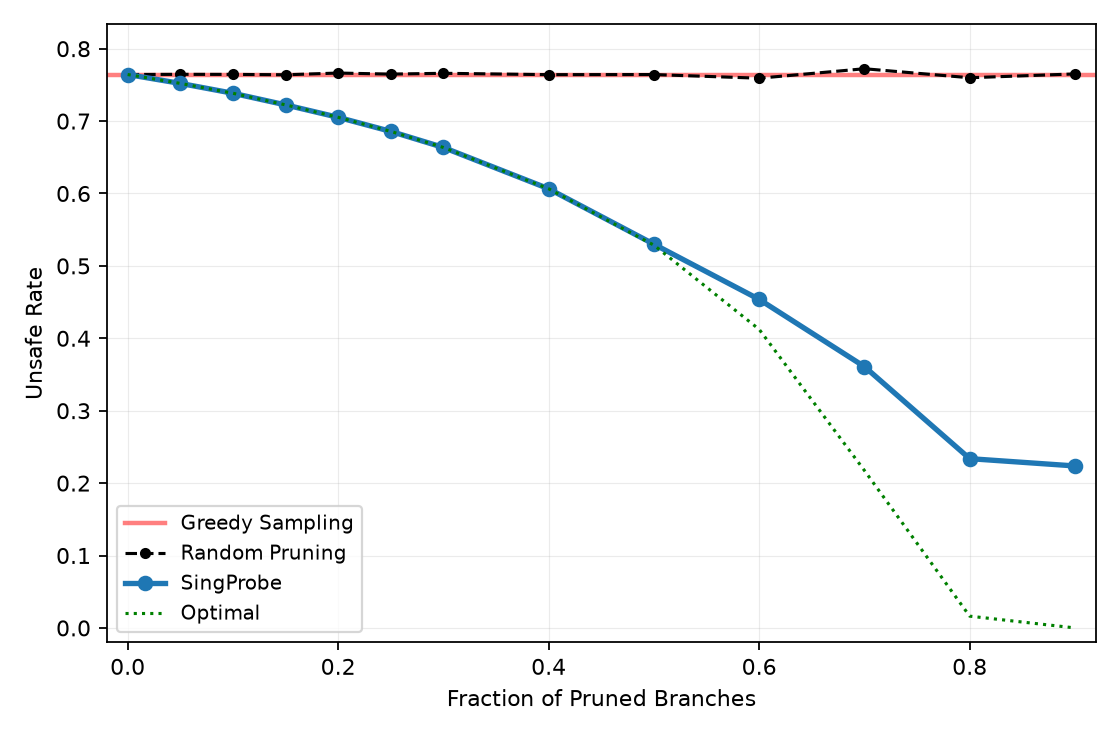 0.8
0.7
0.6
0.5
0.4
0.3
0.2
0.1
0.0
Unsafe Rate
Greedy Sampling
Random Pruning
SingProbe
Optimal
0.0 0.2 0.4 0.6 0.8
Fraction of Pruned Branches